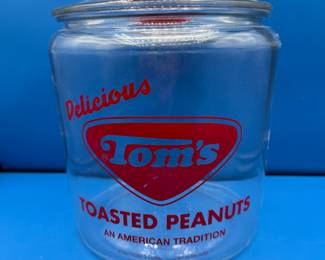 Delicious
Tom's
TOASTED PEANUTS
AN AMERICAN TRADITION